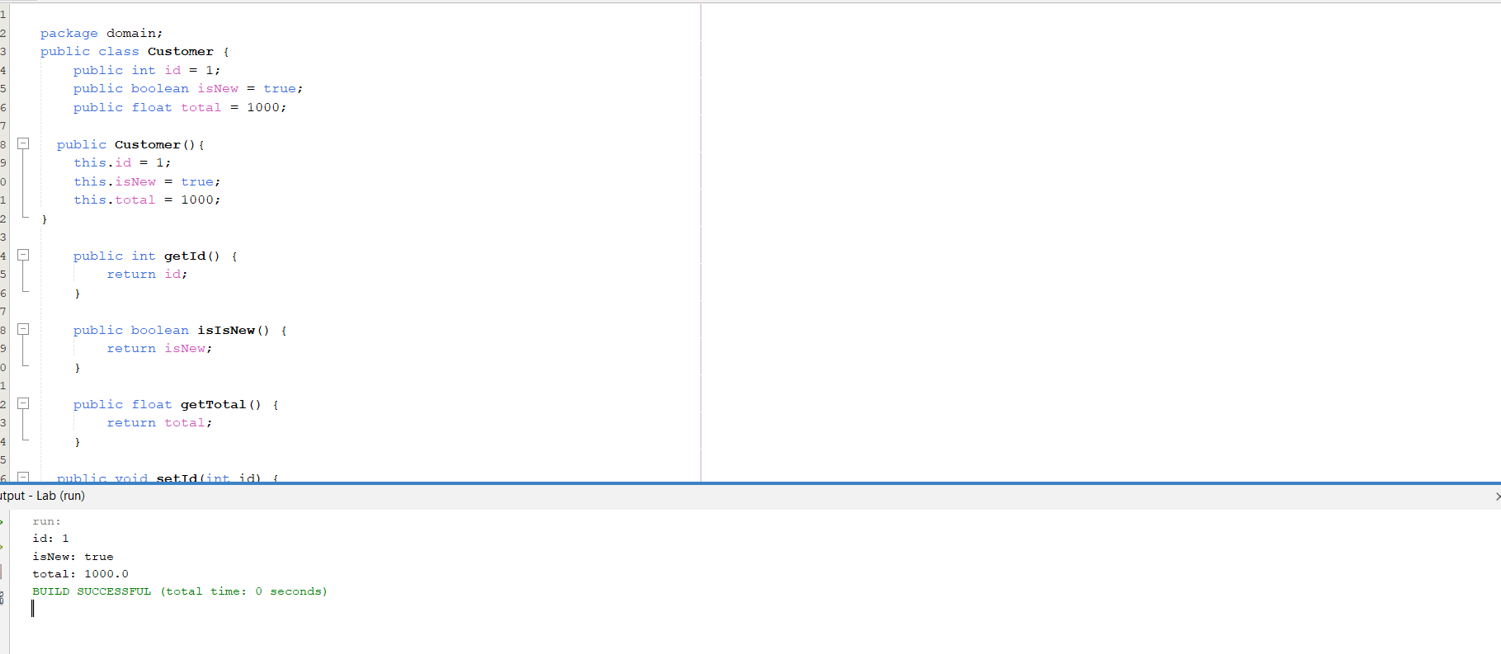 1
2 package domain;
3 public class Customer {
4 public int id = 1;
5 public boolean isNew = true;
6 public float total = 1000;
7
8 public Customer(){
9 this.id = 1;
0 this.isNew = true;
1 this.total = 1000;
2 }
3
4 public int getId() {
5 return id;
6 }
7
8 public boolean isIsNew() {
9 return isNew;
0 }
1
2 public float getTotal() {
3 return total;
4 }
5
6 public void setId(int id) {
utput - Lab (run)
run:
id: 1
isNew: true
total: 1000.0
BUILD SUCCESSFUL (total time: 0 seconds)